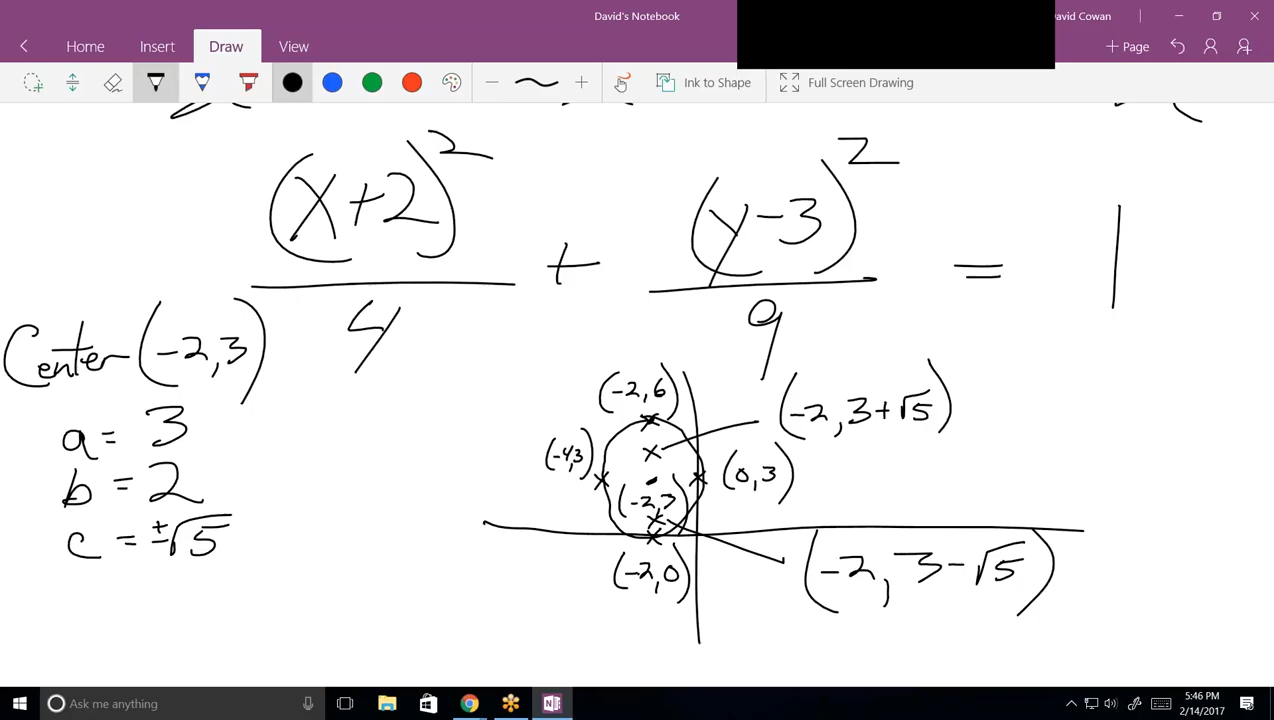 David's Notebook
avid Cowan
Home Insert Draw View
+ Page
Ink to Shape
Full Screen Drawing
(x+2)² + (y-3)² = 1
4 9
Center (-2,3)
a = 3
b = 2
c = ±√5
(-2,6)
(-2, 3+√5)
(-4,3)
(0,3)
(-2,3)
(-2,0)
(-2, 3-√5)
Ask me anything
5:46 PM
2/14/2017